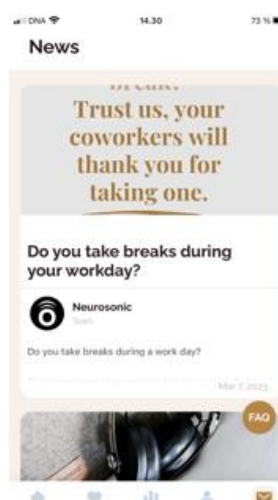 DNA 14.30 73 %
News
break.
Trust us, your
coworkers will
thank you for
taking one.
Do you take breaks during
your workday?
Neurosonic
Team
Do you take breaks during a work day?
Mar 7, 2023
FAQ